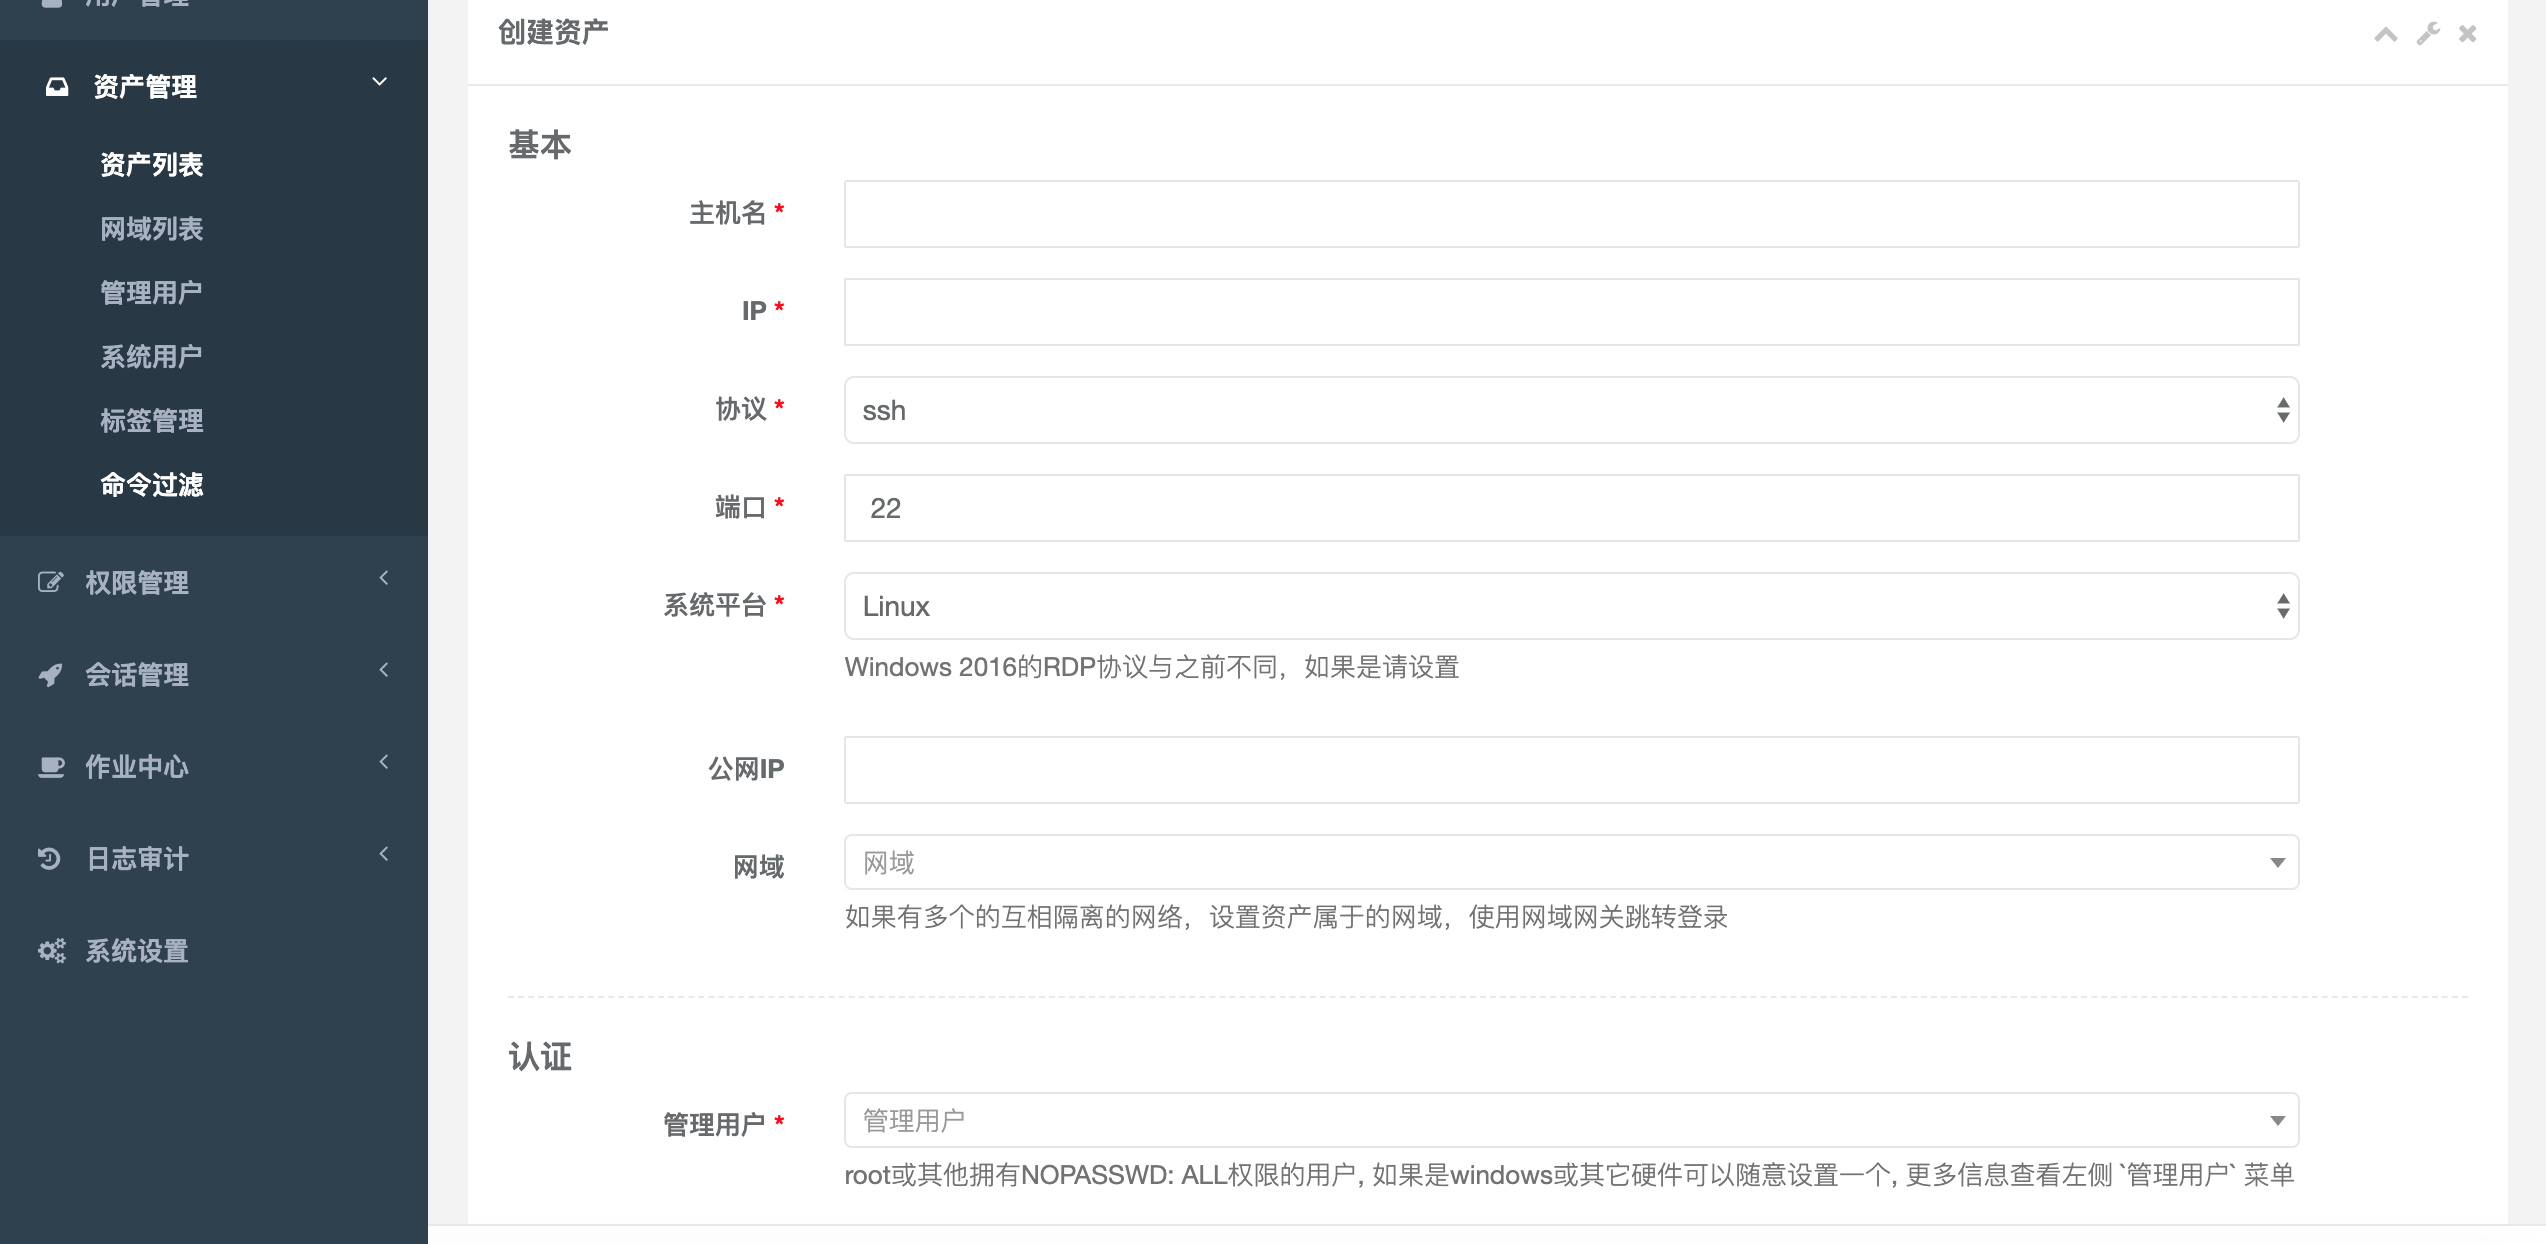 用户管理
资产管理
资产列表
网域列表
管理用户
系统用户
标签管理
命令过滤
权限管理
会话管理
作业中心
日志审计
系统设置
创建资产
基本
主机名 *
IP *
协议 *
ssh
端口 *
22
系统平台 *
Linux
Windows 2016的RDP协议与之前不同，如果是请设置
公网IP
网域
网域
如果有多个的互相隔离的网络，设置资产属于的网域，使用网域网关跳转登录
认证
管理用户 *
管理用户
root或其他拥有NOPASSWD: ALL权限的用户, 如果是windows或其它硬件可以随意设置一个, 更多信息查看左侧 `管理用户` 菜单